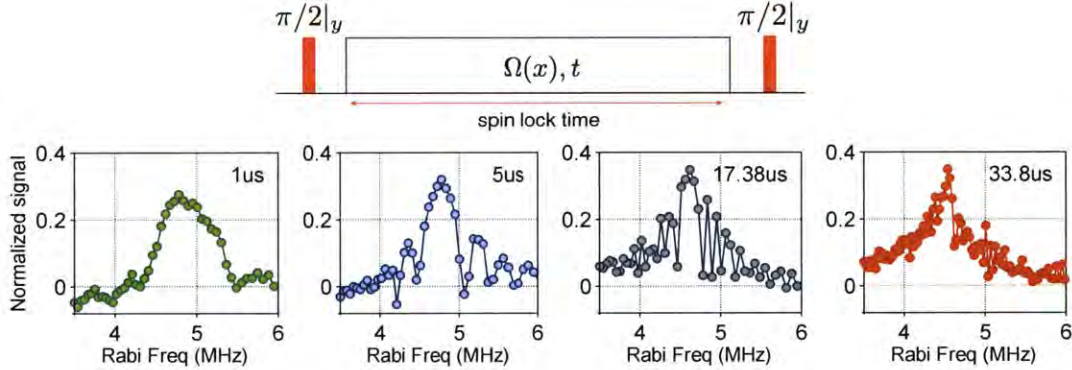 π/2|y π/2|y
Ω(x), t
spin lock time
Normalized signal
0.4 0.2 0 1us 4 5 6 Rabi Freq (MHz)
0.4 0.2 0 5us 4 5 6 Rabi Freq (MHz)
0.4 0.2 0 17.38us 4 5 6 Rabi Freq (MHz)
0.4 0.2 0 33.8us 4 5 6 Rabi Freq (MHz)